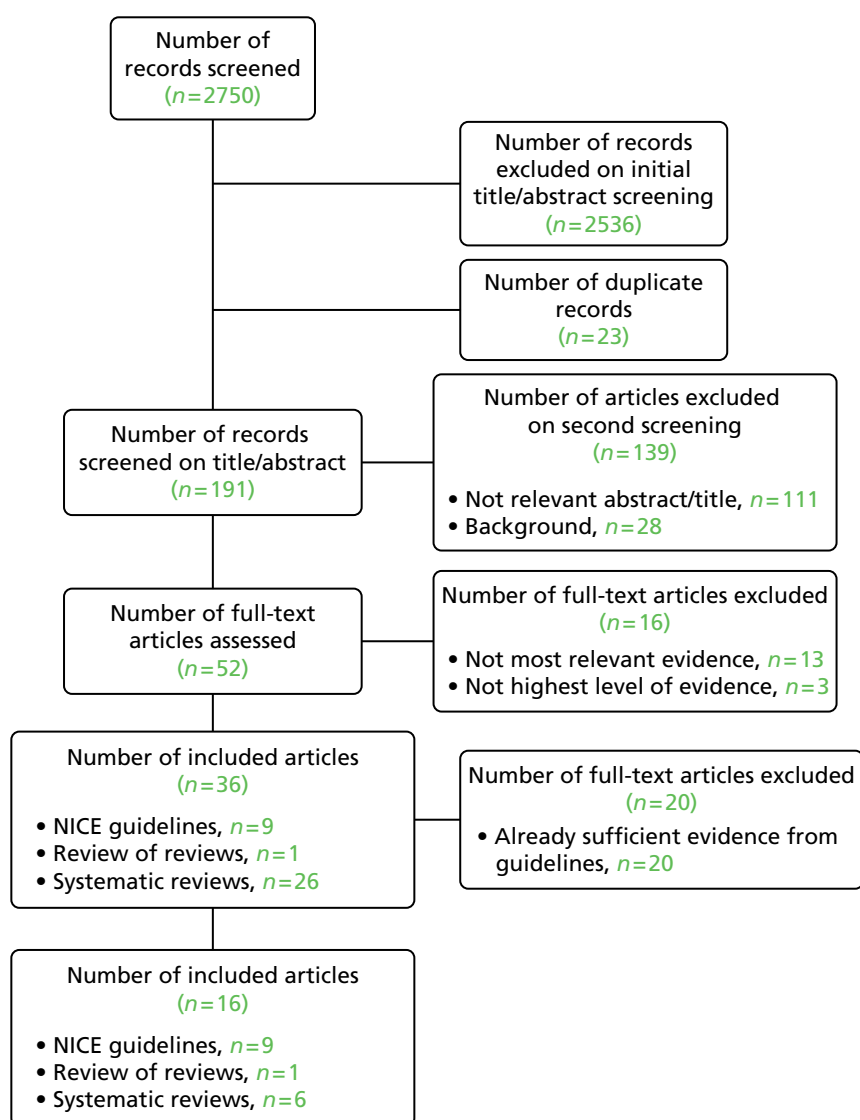 Number of
records screened
(n=2750)
Number of records
excluded on initial
title/abstract screening
(n=2536)
Number of duplicate
records
(n=23)
Number of records
screened on title/abstract
(n=191)
Number of articles excluded
on second screening
(n=139)
• Not relevant abstract/title, n=111
• Background, n=28
Number of full-text
articles assessed
(n=52)
Number of full-text articles excluded
(n=16)
• Not most relevant evidence, n=13
• Not highest level of evidence, n=3
Number of included articles
(n=36)
• NICE guidelines, n=9
• Review of reviews, n=1
• Systematic reviews, n=26
Number of full-text articles excluded
(n=20)
• Already sufficient evidence from
guidelines, n=20
Number of included articles
(n=16)
• NICE guidelines, n=9
• Review of reviews, n=1
• Systematic reviews, n=6